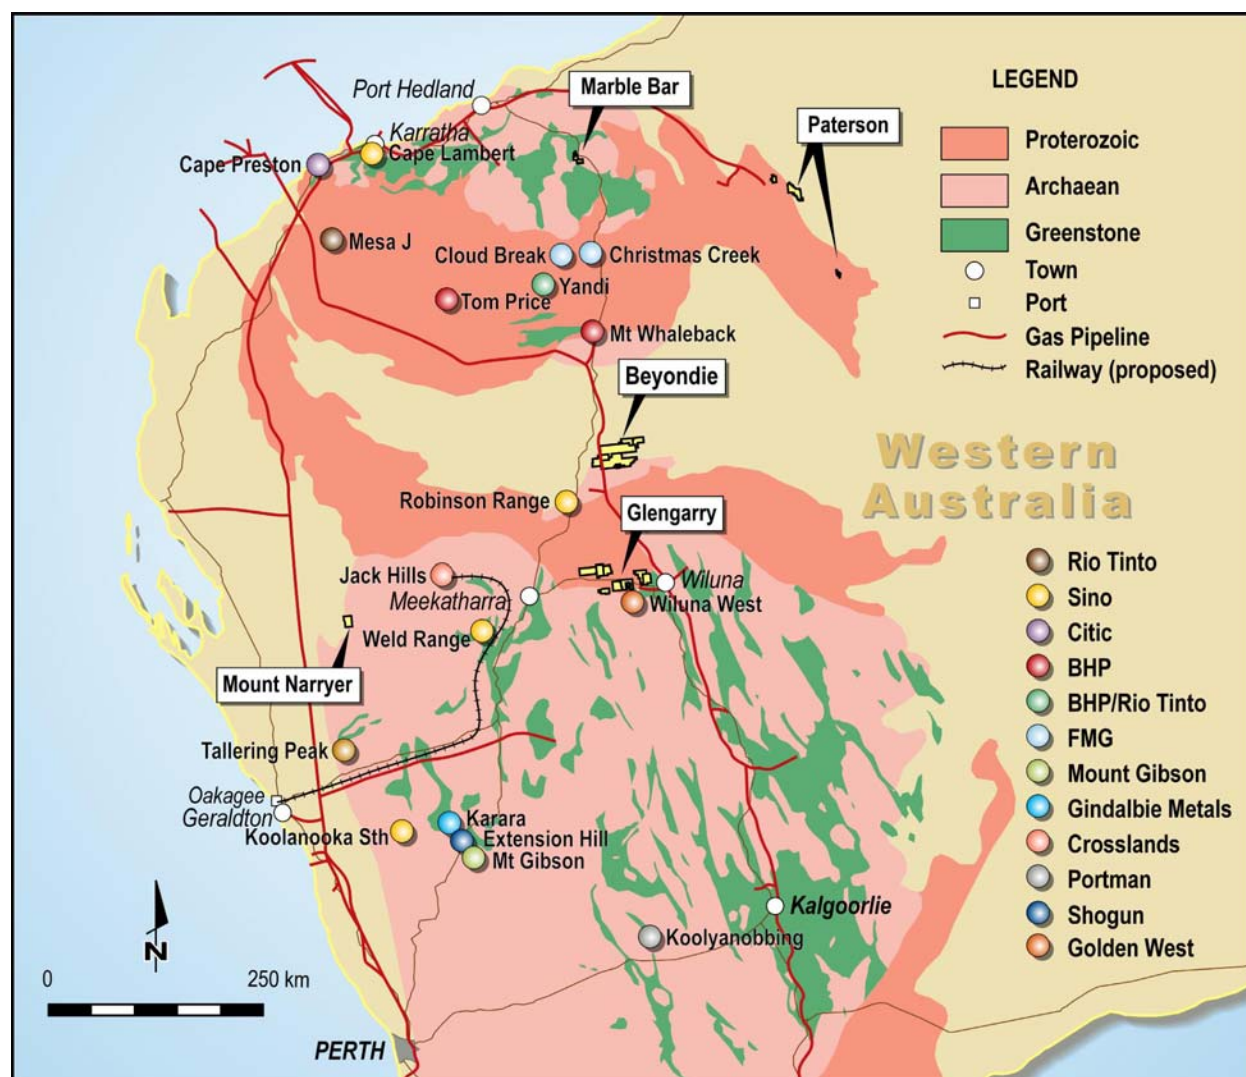 Port Hedland
Marble Bar
LEGEND
Paterson
Karratha
Cape Lambert
Cape Preston
Proterozoic
Archaean
Greenstone
Mesa J
Cloud Break
Christmas Creek
Town
Yandi
Tom Price
Port
Mt Whaleback
Gas Pipeline
Railway (proposed)
Beyondie
Western
Australia
Robinson Range
Glengarry
Jack Hills
Meekatharra
Wiluna
Wiluna West
Weld Range
Mount Narryer
Tallering Peak
Oakagee
Geraldton
Koolanooka Sth
Karara
Extension Hill
Mt Gibson
Rio Tinto
Sino
Citic
BHP
BHP/Rio Tinto
FMG
Mount Gibson
Gindalbie Metals
Crosslands
Portman
Shogun
Golden West
Kalgoorlie
Koolyanobbing
N
0 250 km
PERTH